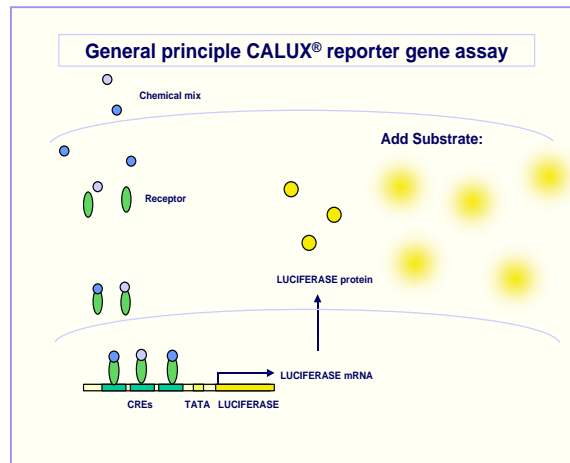 General principle CALUX® reporter gene assay
Chemical mix
Add Substrate:
Receptor
LUCIFERASE protein
LUCIFERASE mRNA
CREs TATA LUCIFERASE